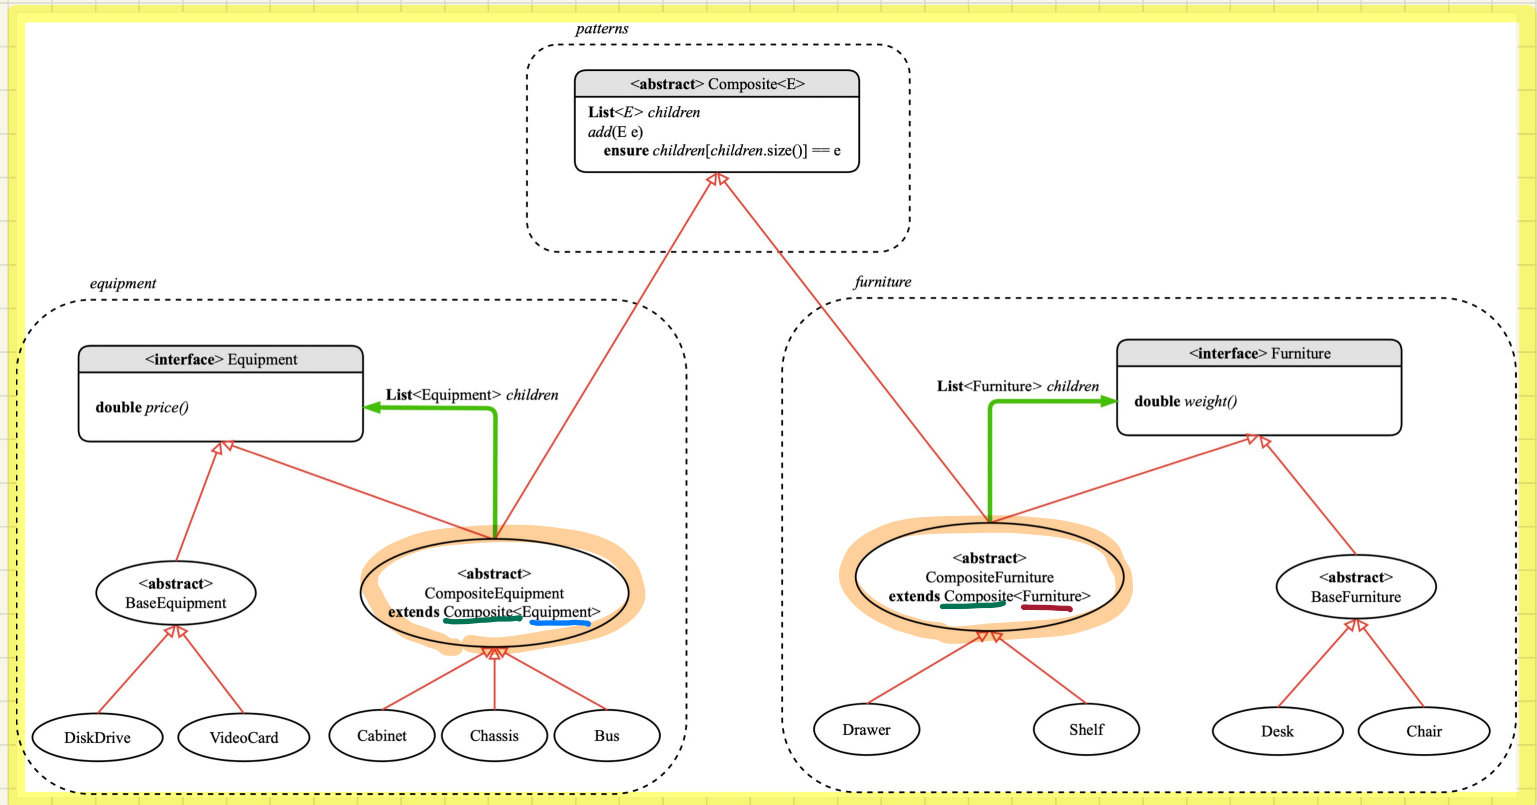 patterns
<abstract> Composite<E>
List<E> children
add(E e)
ensure children[children.size()] == e
equipment
<interface> Equipment
double price()
List<Equipment> children
<abstract>
BaseEquipment
<abstract>
CompositeEquipment
extends Composite<Equipment>
DiskDrive
VideoCard
Cabinet
Chassis
Bus
furniture
<interface> Furniture
double weight()
List<Furniture> children
<abstract>
CompositeFurniture
extends Composite<Furniture>
<abstract>
BaseFurniture
Drawer
Shelf
Desk
Chair